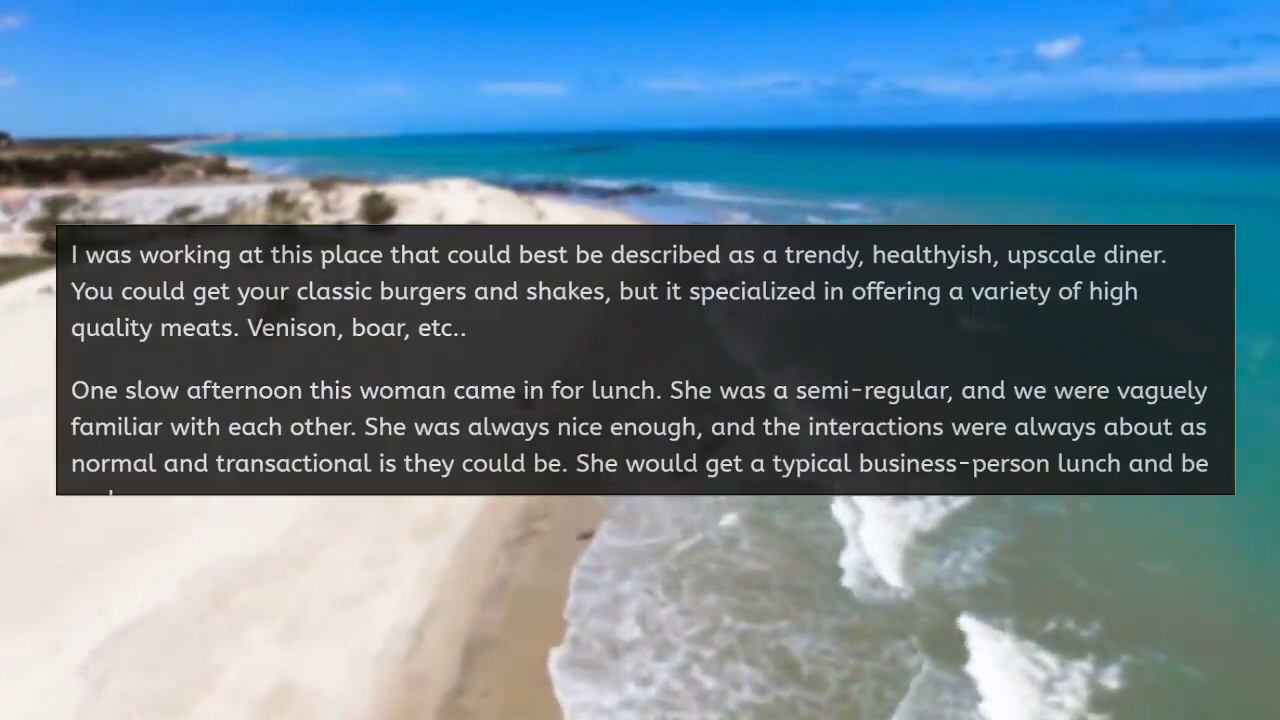 I was working at this place that could best be described as a trendy, healthyish, upscale diner.
You could get your classic burgers and shakes, but it specialized in offering a variety of high
quality meats. Venison, boar, etc..
One slow afternoon this woman came in for lunch. She was a semi-regular, and we were vaguely
familiar with each other. She was always nice enough, and the interactions were always about as
normal and transactional is they could be. She would get a typical business-person lunch and be